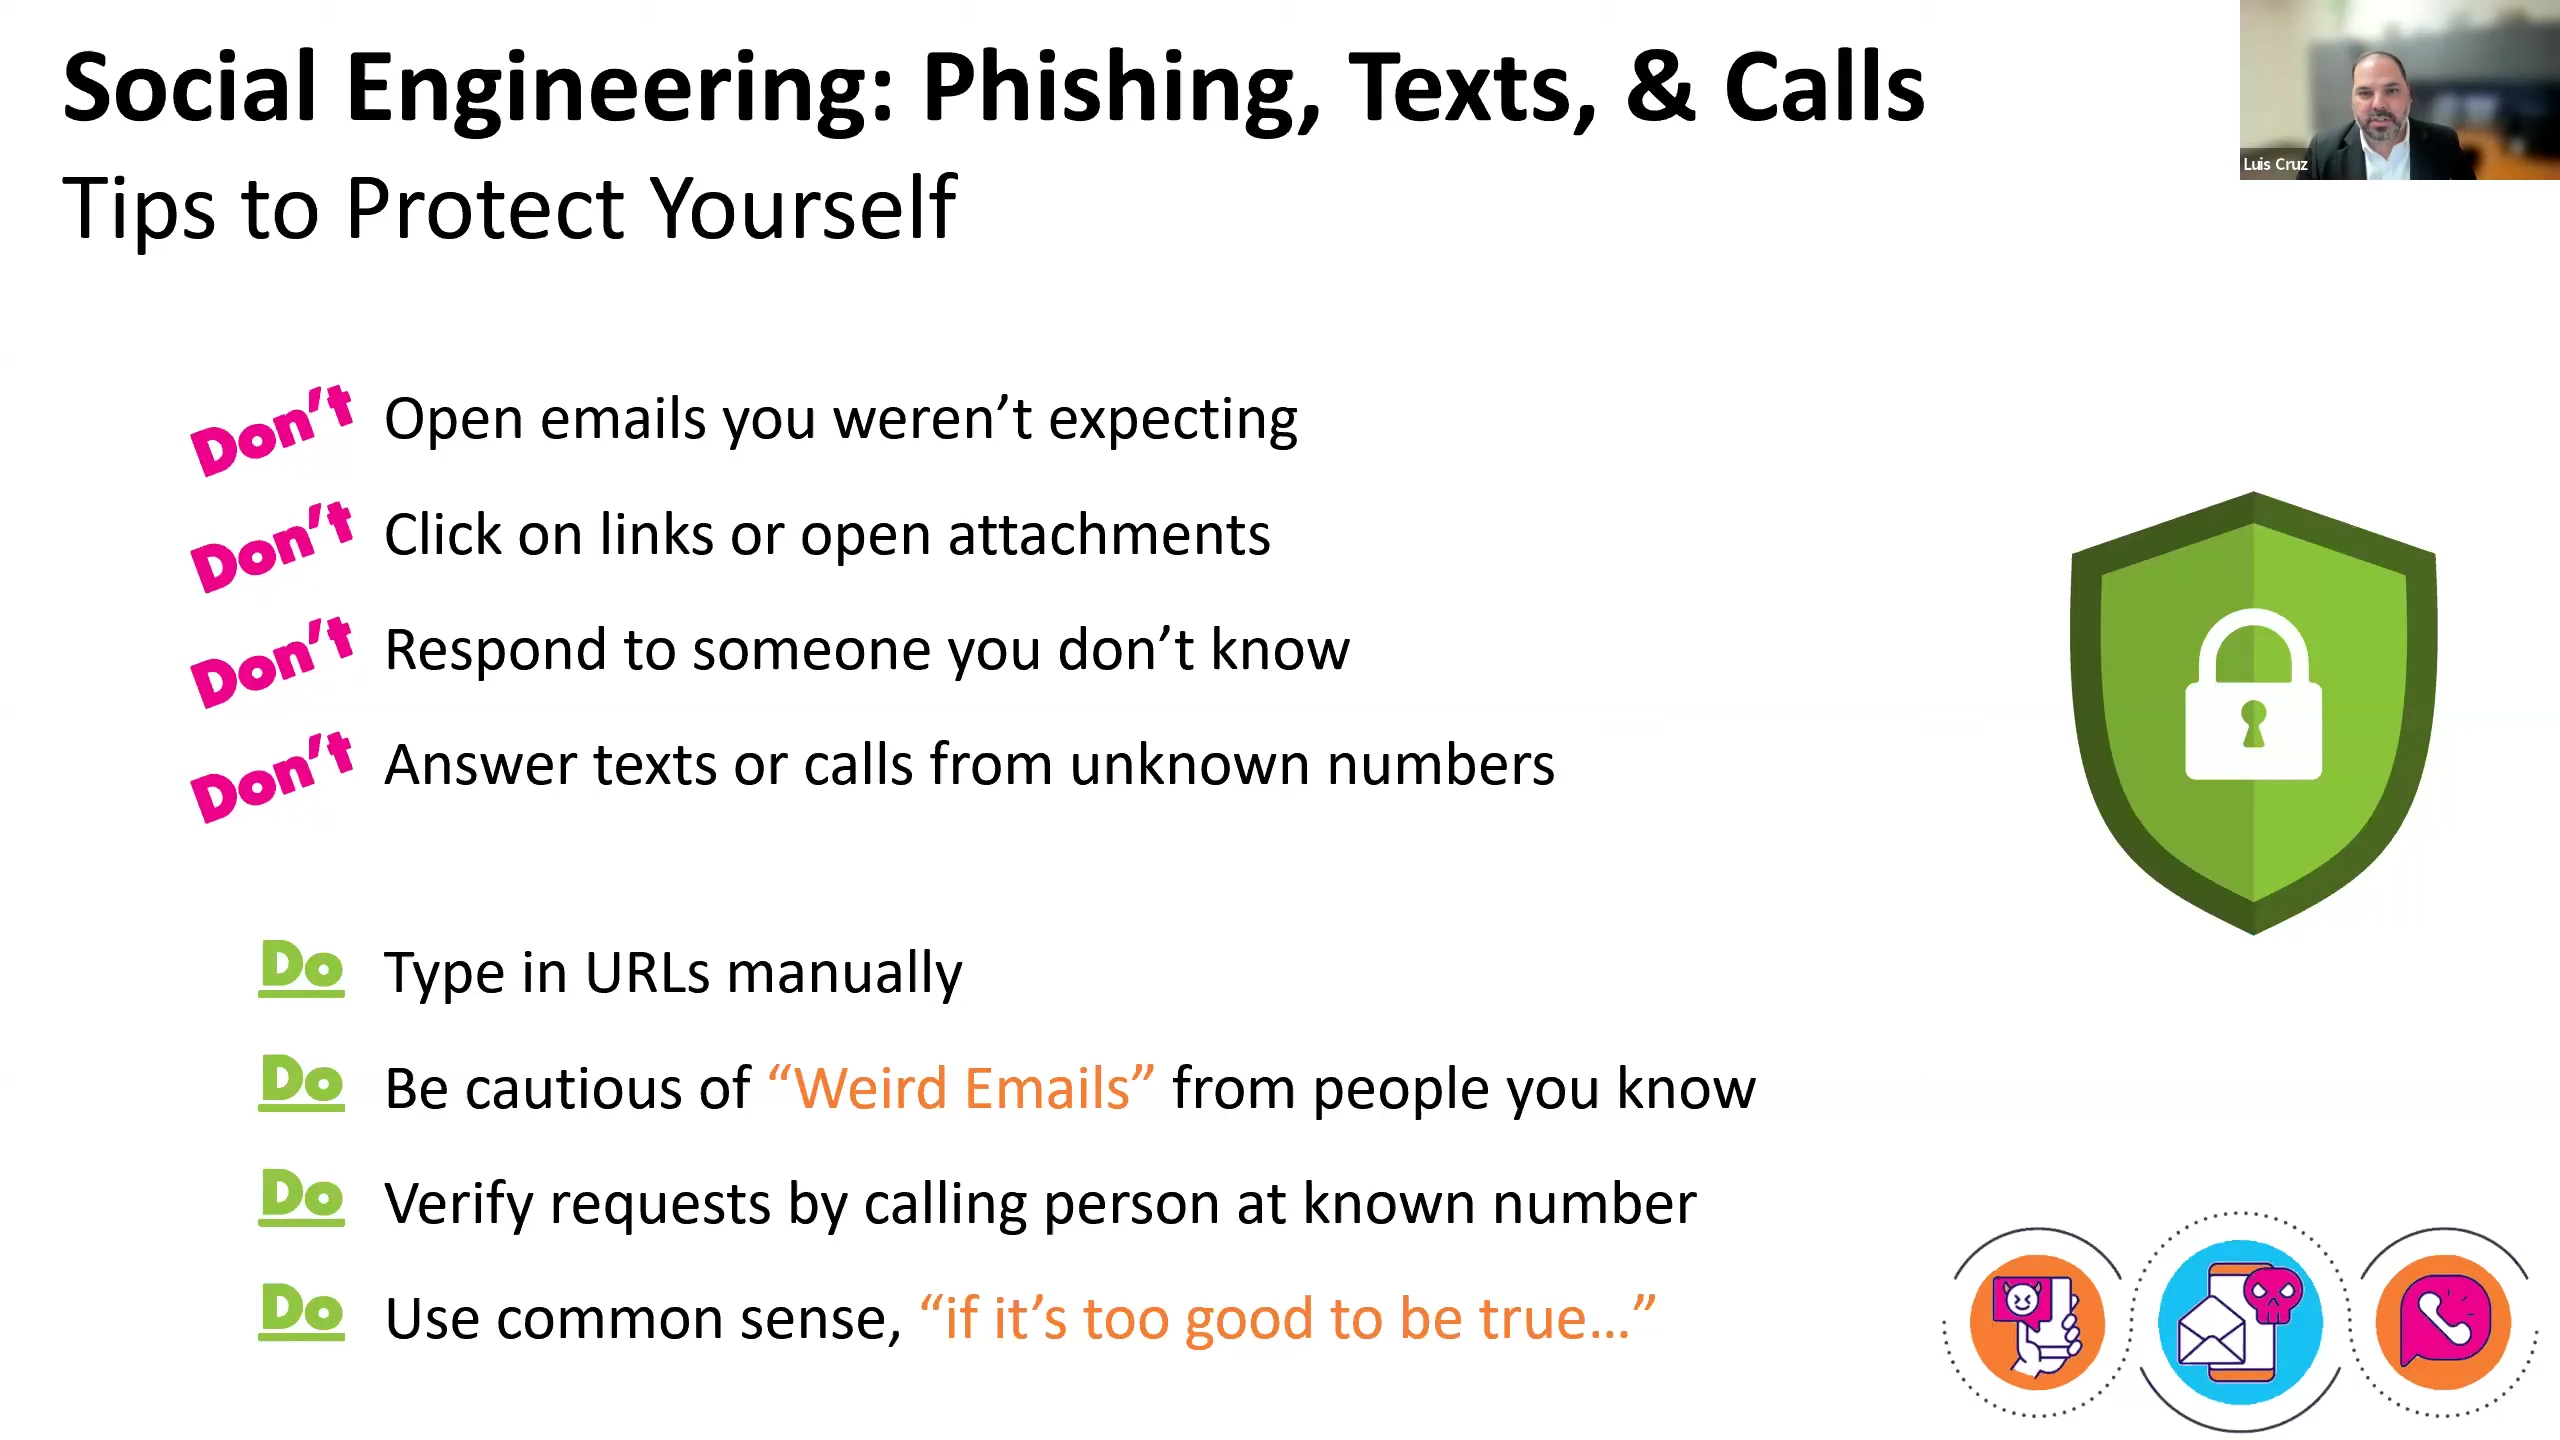 Social Engineering: Phishing, Texts, & Calls
Tips to Protect Yourself
Luis Cruz
Don’t Open emails you weren’t expecting
Don’t Click on links or open attachments
Don’t Respond to someone you don’t know
Don’t Answer texts or calls from unknown numbers
Do Type in URLs manually
Do Be cautious of “Weird Emails” from people you know
Do Verify requests by calling person at known number
Do Use common sense, “if it’s too good to be true…”